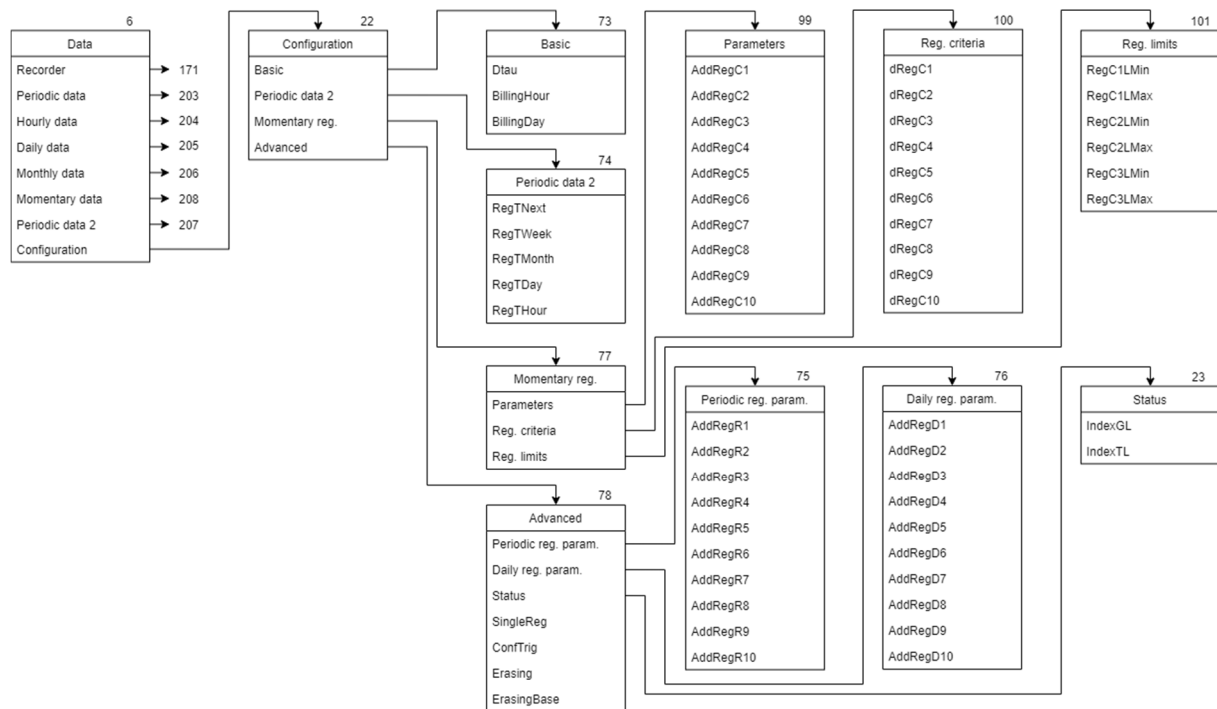 6
Data
Recorder
171
Periodic data
203
Hourly data
204
Daily data
205
Monthly data
206
Momentary data
208
Periodic data 2
207
Configuration
22
Configuration
Basic
Periodic data 2
Momentary reg.
Advanced
73
Basic
Dtau
BillingHour
BillingDay
74
Periodic data 2
RegTNext
RegTWeek
RegTMonth
RegTDay
RegTHour
77
Momentary reg.
Parameters
Reg. criteria
Reg. limits
78
Advanced
Periodic reg. param.
Daily reg. param.
Status
SingleReg
ConfTrig
Erasing
ErasingBase
99
Parameters
AddRegC1
AddRegC2
AddRegC3
AddRegC4
AddRegC5
AddRegC6
AddRegC7
AddRegC8
AddRegC9
AddRegC10
100
Reg. criteria
dRegC1
dRegC2
dRegC3
dRegC4
dRegC5
dRegC6
dRegC7
dRegC8
dRegC9
dRegC10
101
Reg. limits
RegC1LMin
RegC1LMax
RegC2LMin
RegC2LMax
RegC3LMin
RegC3LMax
75
Periodic reg. param.
AddRegR1
AddRegR2
AddRegR3
AddRegR4
AddRegR5
AddRegR6
AddRegR7
AddRegR8
AddRegR9
AddRegR10
76
Daily reg. param.
AddRegD1
AddRegD2
AddRegD3
AddRegD4
AddRegD5
AddRegD6
AddRegD7
AddRegD8
AddRegD9
AddRegD10
23
Status
IndexGL
IndexTL